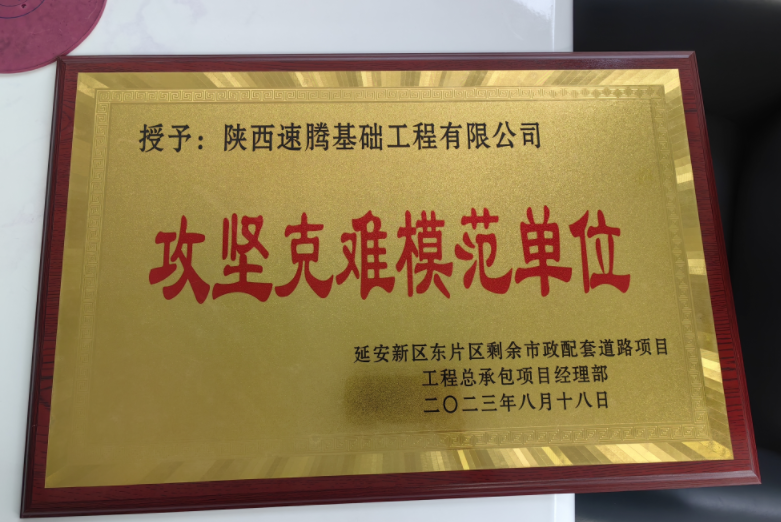 授予：陕西速腾基础工程有限公司
攻坚克难模范单位
延安新区东片区剩余市政配套道路项目
工程总承包项目经理部
二〇二三年八月十八日